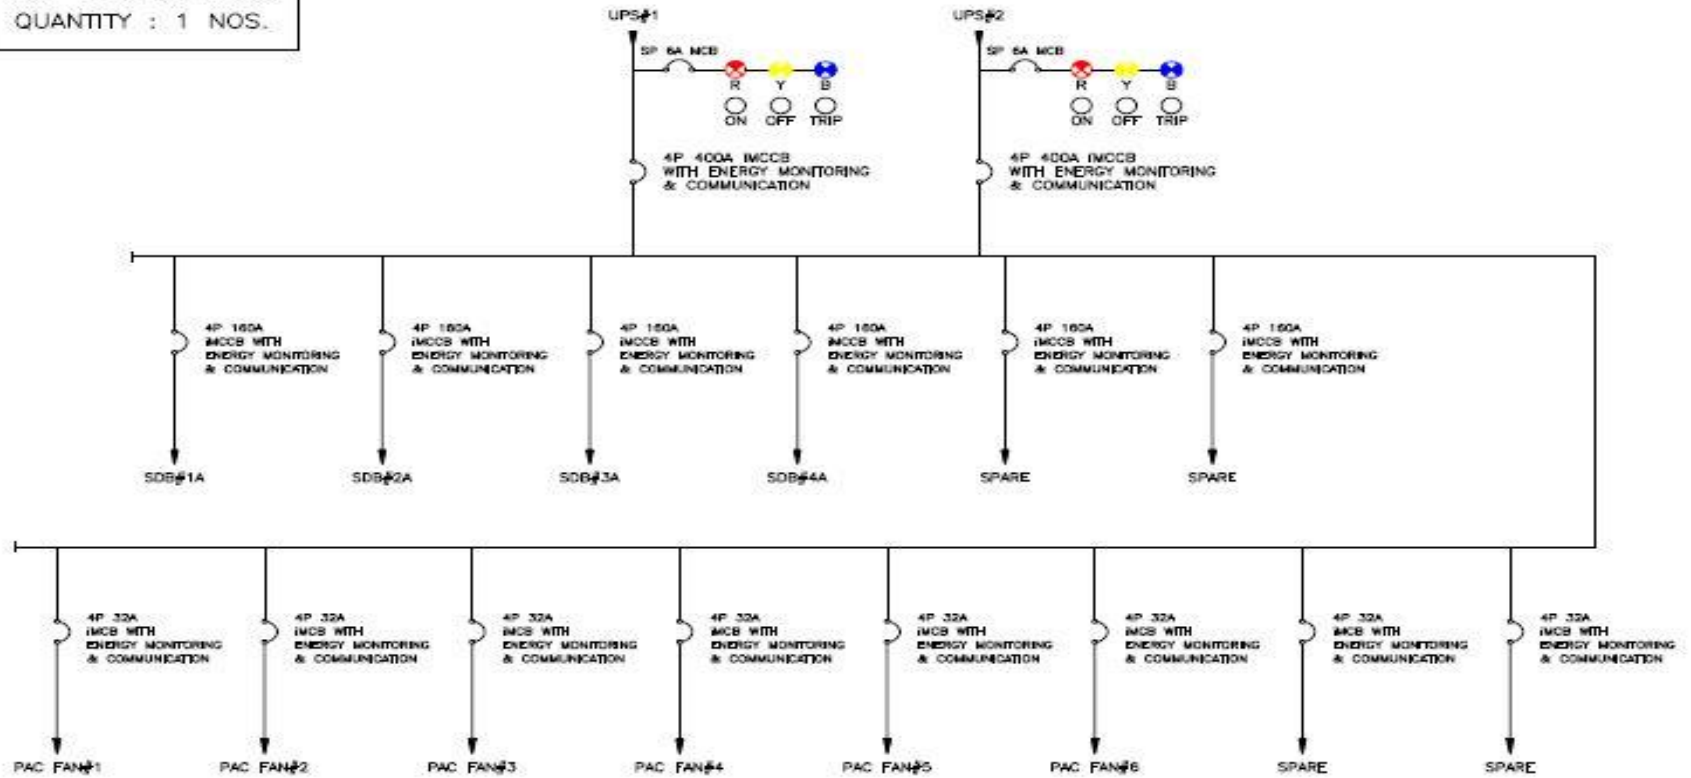 QUANTITY : 1 NOS.
UPS#1
UPS#2
SP 6A MCB
SP 6A MCB
R Y B
R Y B
ON OFF TRIP
ON OFF TRIP
4P 400A iMCCB
WITH ENERGY MONITORING
& COMMUNICATION
4P 400A iMCCB
WITH ENERGY MONITORING
& COMMUNICATION
4P 160A
iMCCB WITH
ENERGY MONITORING
& COMMUNICATION
4P 160A
iMCCB WITH
ENERGY MONITORING
& COMMUNICATION
4P 160A
iMCCB WITH
ENERGY MONITORING
& COMMUNICATION
4P 160A
iMCCB WITH
ENERGY MONITORING
& COMMUNICATION
4P 160A
iMCCB WITH
ENERGY MONITORING
& COMMUNICATION
4P 160A
iMCCB WITH
ENERGY MONITORING
& COMMUNICATION
SDB#1A
SDB#2A
SDB#3A
SDB#4A
SPARE
SPARE
4P 32A
iMCB WITH
ENERGY MONITORING
& COMMUNICATION
4P 32A
iMCB WITH
ENERGY MONITORING
& COMMUNICATION
4P 32A
iMCB WITH
ENERGY MONITORING
& COMMUNICATION
4P 32A
iMCB WITH
ENERGY MONITORING
& COMMUNICATION
4P 32A
iMCB WITH
ENERGY MONITORING
& COMMUNICATION
4P 32A
iMCB WITH
ENERGY MONITORING
& COMMUNICATION
4P 32A
iMCB WITH
ENERGY MONITORING
& COMMUNICATION
4P 32A
iMCB WITH
ENERGY MONITORING
& COMMUNICATION
PAC FAN#1
PAC FAN#2
PAC FAN#3
PAC FAN#4
PAC FAN#5
PAC FAN#6
SPARE
SPARE